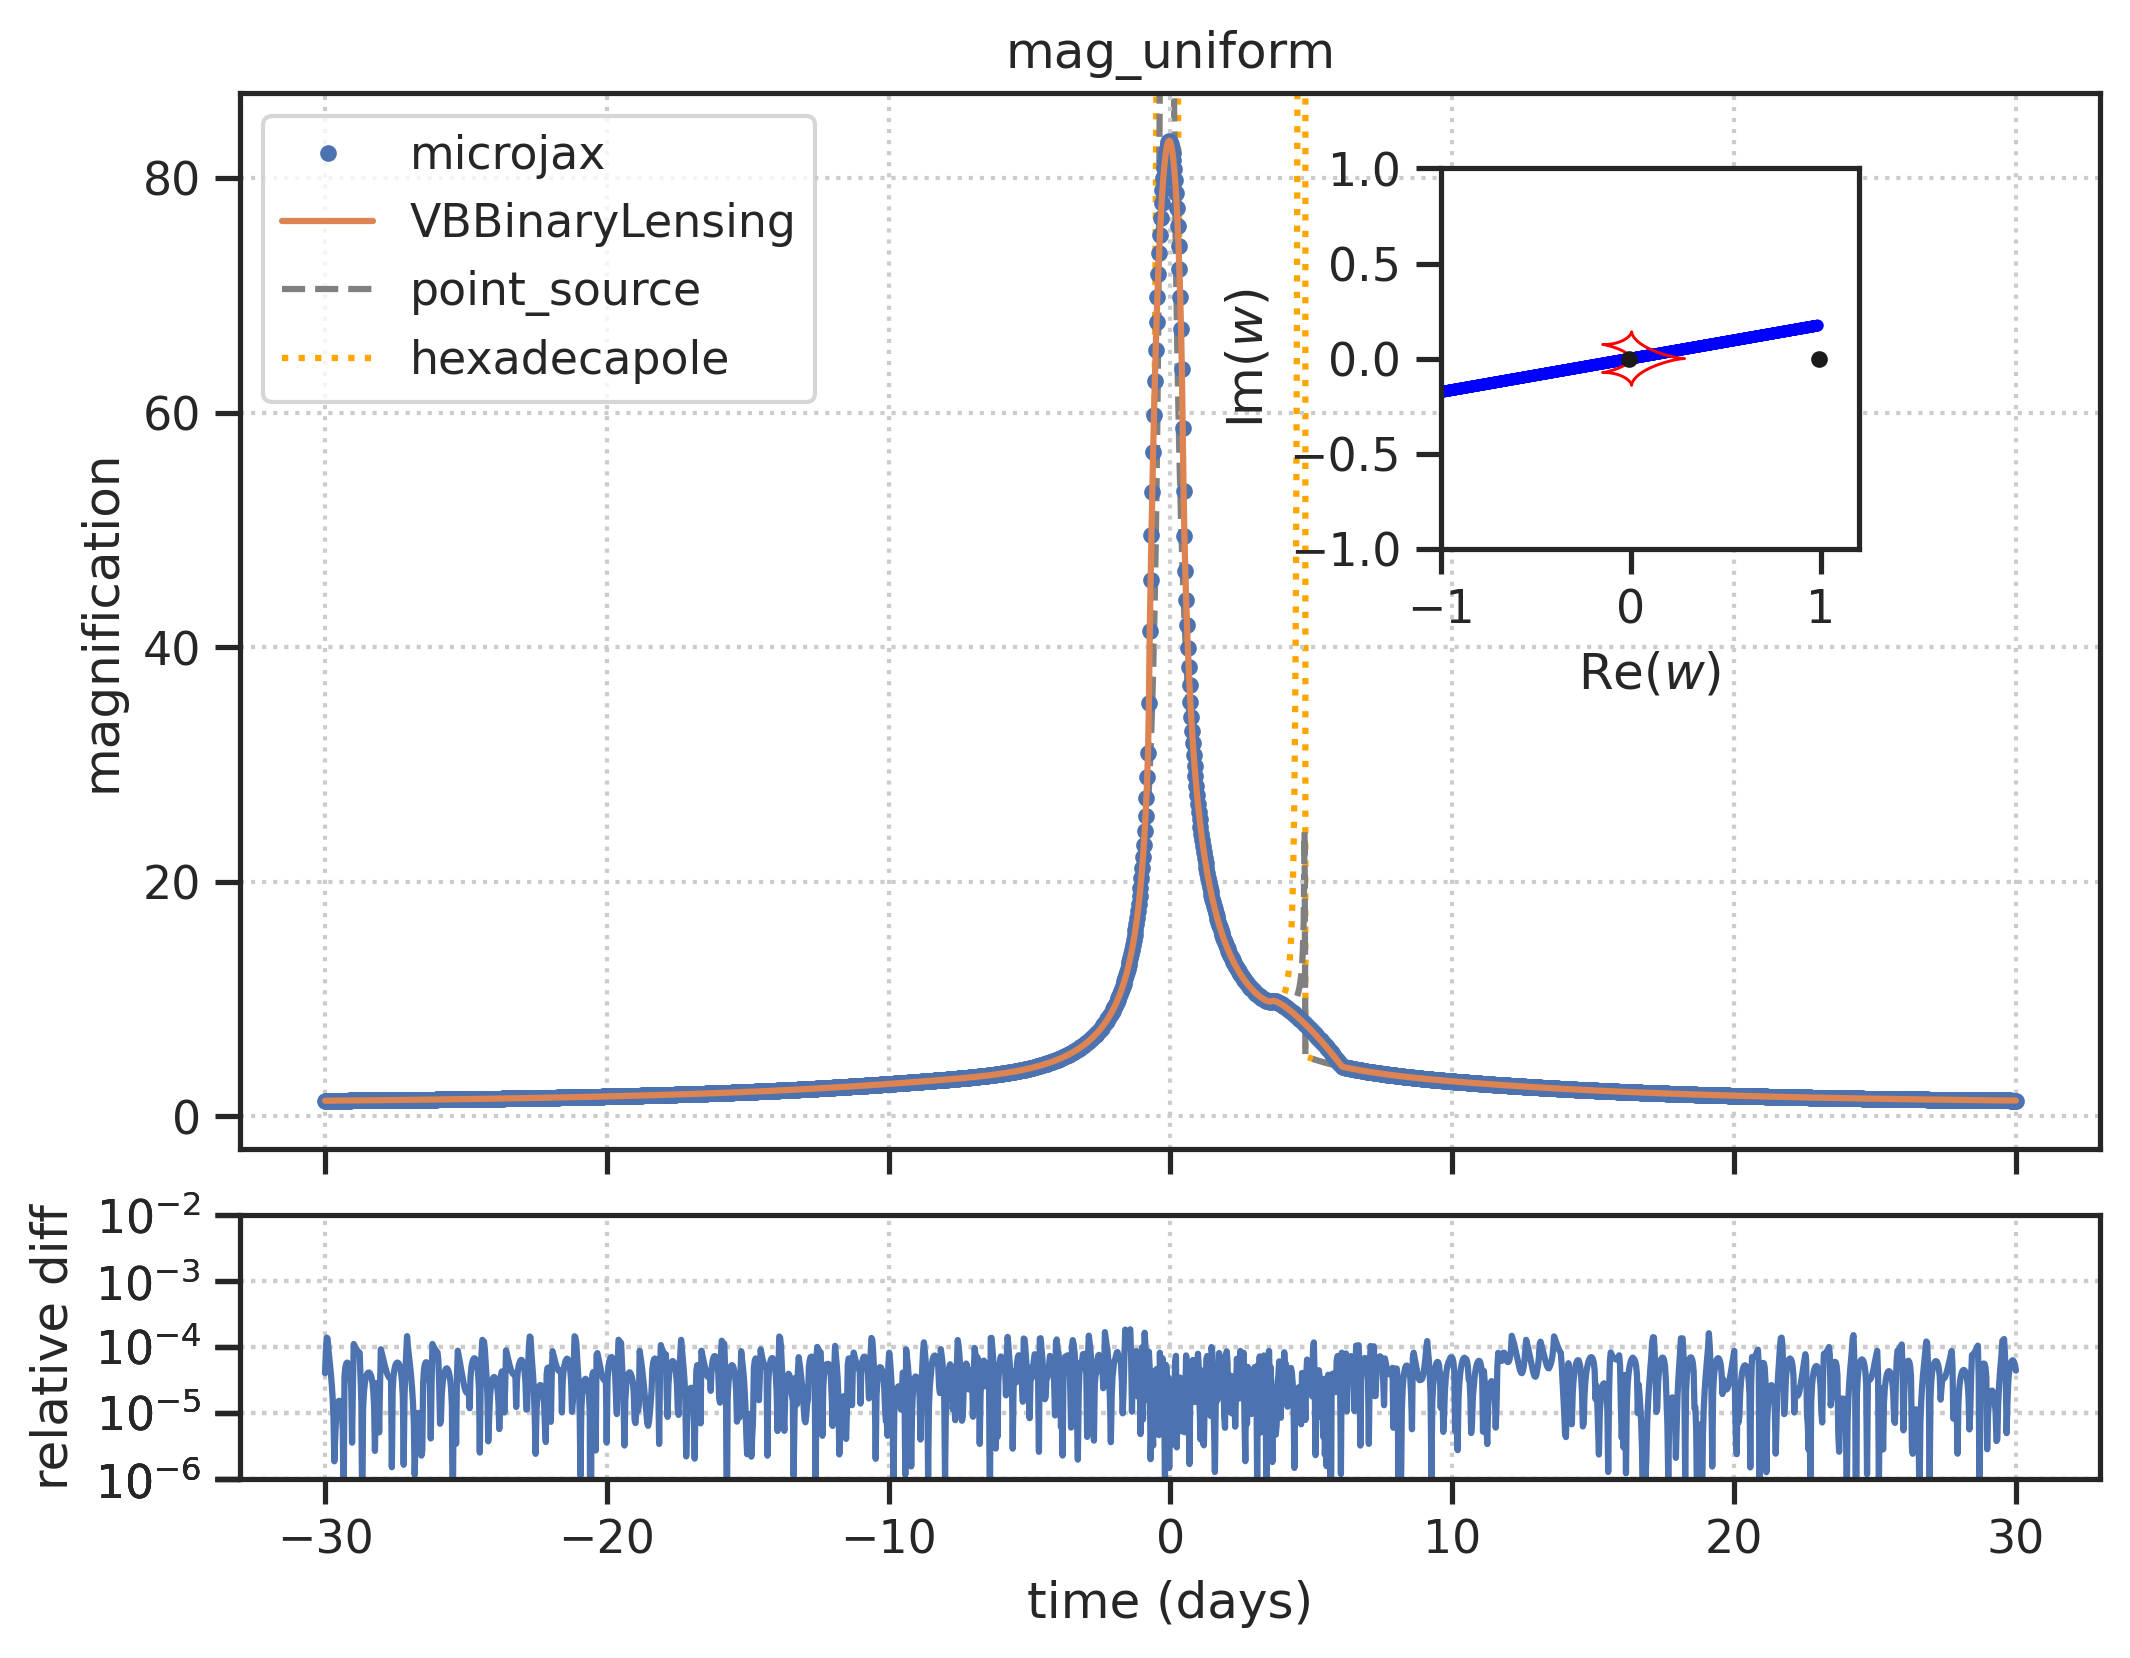 mag_uniform
microjax
VBBinaryLensing
point_source
hexadecapole
magnification
80
60
40
20
0
Im(w)
1.0
0.5
0.0
−0.5
−1.0
−1 0 1
Re(w)
relative diff
10⁻²
10⁻³
10⁻⁴
10⁻⁵
10⁻⁶
−30 −20 −10 0 10 20 30
time (days)